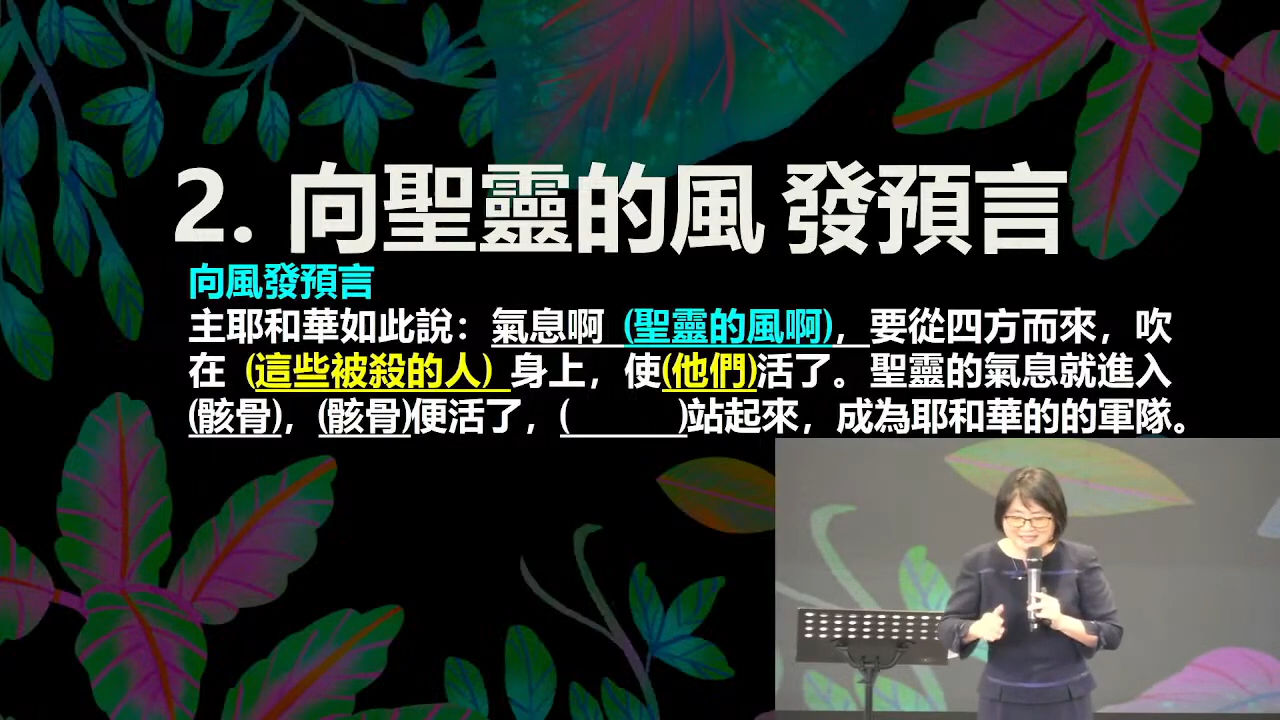 2. 向聖靈的風 發預言
向風發預言
主耶和華如此說：氣息啊 (聖靈的風啊)，要從四方而來，吹
在 (這些被殺的人) 身上，使(他們)活了。聖靈的氣息就進入
(骸骨)，(骸骨)便活了，(　　　)站起來，成為耶和華的的軍隊。